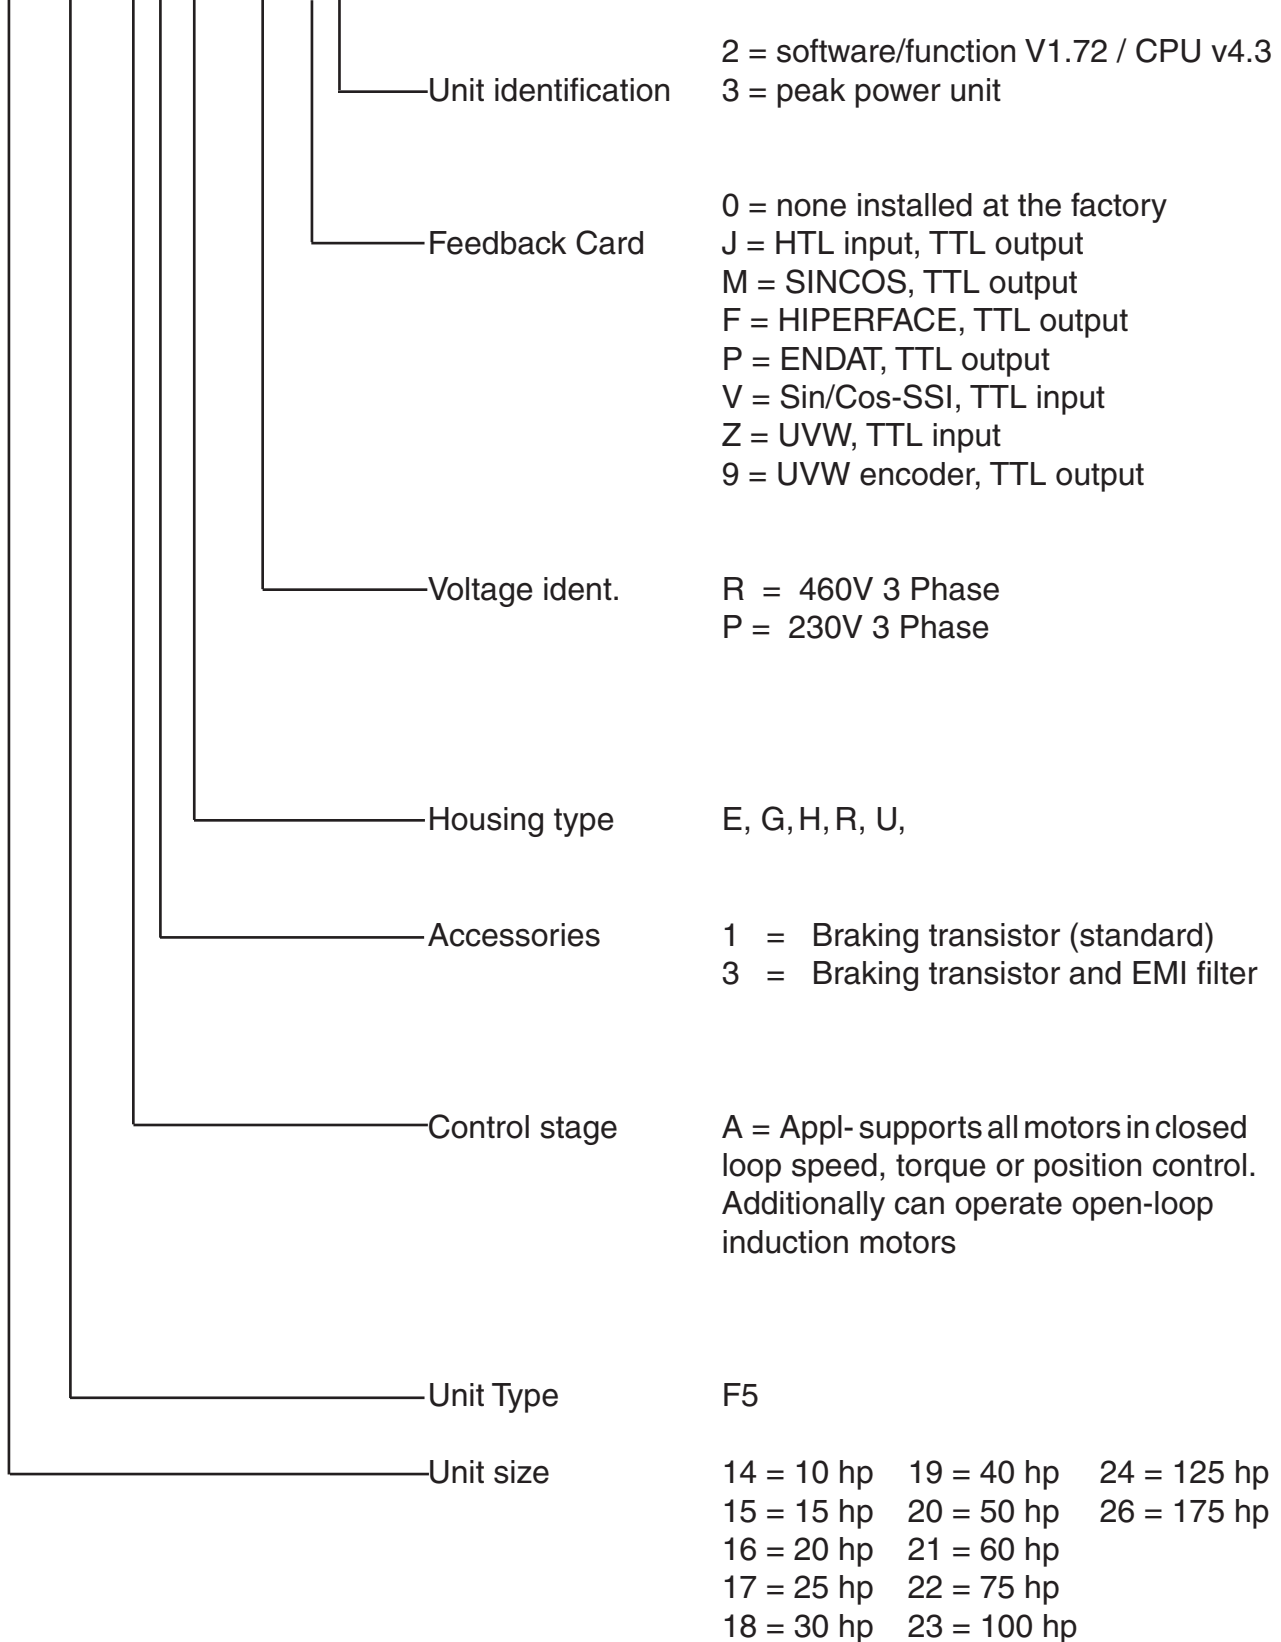 2 = software/function V1.72 / CPU v4.3
Unit identification 3 = peak power unit
0 = none installed at the factory
Feedback Card J = HTL input, TTL output
M = SINCOS, TTL output
F = HIPERFACE, TTL output
P = ENDAT, TTL output
V = Sin/Cos-SSI, TTL input
Z = UVW, TTL input
9 = UVW encoder, TTL output
Voltage ident. R = 460V 3 Phase
P = 230V 3 Phase
Housing type E, G, H, R, U,
Accessories 1 = Braking transistor (standard)
3 = Braking transistor and EMI filter
Control stage A = Appl- supports all motors in closed
loop speed, torque or position control.
Additionally can operate open-loop
induction motors
Unit Type F5
Unit size 14 = 10 hp 19 = 40 hp 24 = 125 hp
15 = 15 hp 20 = 50 hp 26 = 175 hp
16 = 20 hp 21 = 60 hp
17 = 25 hp 22 = 75 hp
18 = 30 hp 23 = 100 hp